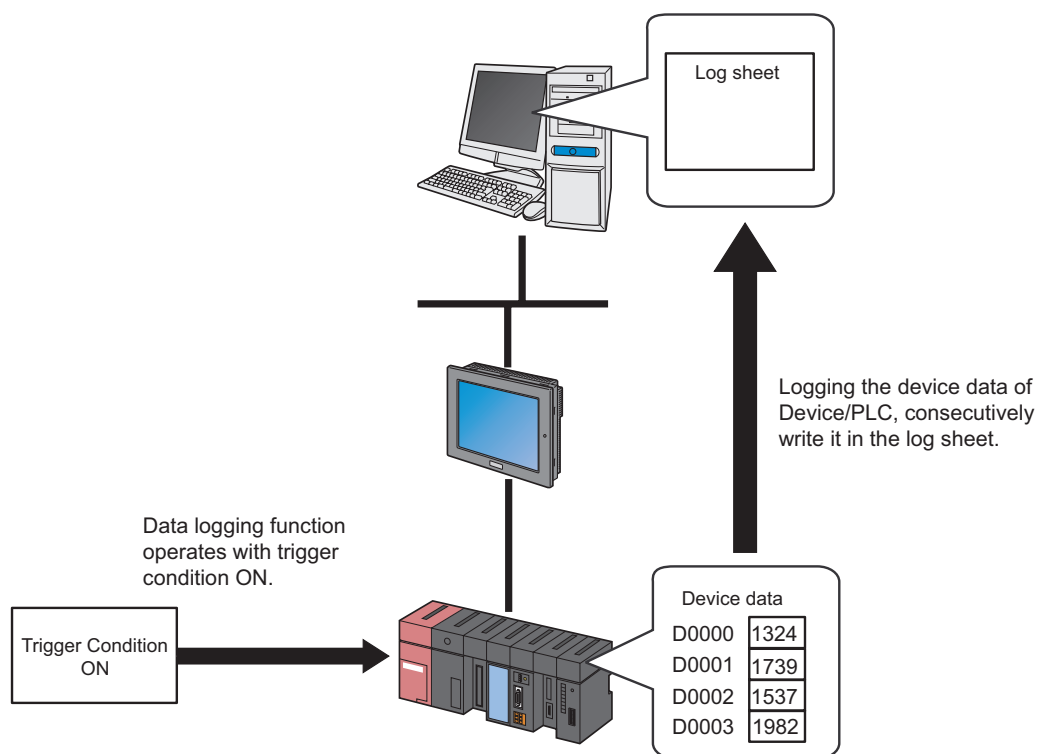 Log sheet
Logging the device data of
Device/PLC, consecutively
write it in the log sheet.
Data logging function
operates with trigger
condition ON.
Trigger Condition
ON
Device data
D0000 1324
D0001 1739
D0002 1537
D0003 1982